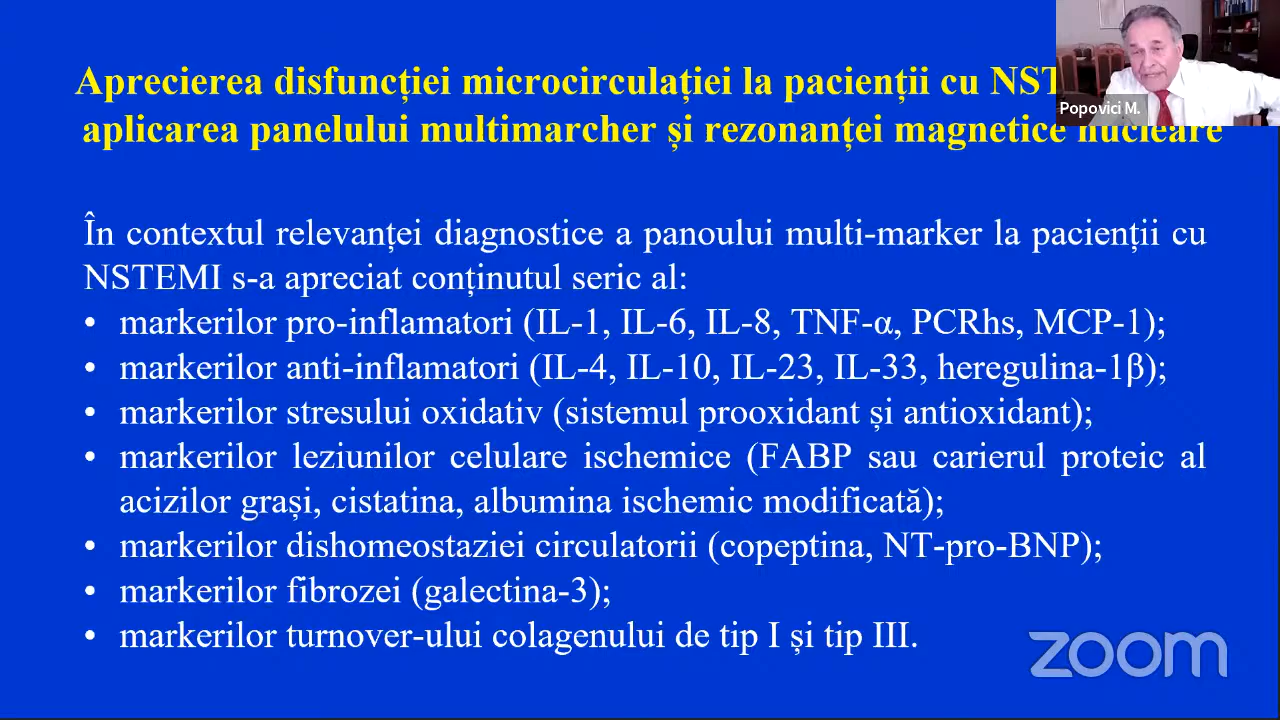 Aprecierea disfuncției microcirculației la pacienții cu
aplicarea panelului multimarcher și rezonanței magnetice nucleare
Popovici M.
În contextul relevanței diagnostice a panoului multi-marker la pacienții cu
NSTEMI s-a apreciat conținutul seric al:
• markerilor pro-inflamatori (IL-1, IL-6, IL-8, TNF-α, PCRhs, MCP-1);
• markerilor anti-inflamatori (IL-4, IL-10, IL-23, IL-33, heregulina-1β);
• markerilor stresului oxidativ (sistemul prooxidant și antioxidant);
• markerilor leziunilor celulare ischemice (FABP sau carierul proteic al
acizilor grași, cistatina, albumina ischemic modificată);
• markerilor dishomeostaziei circulatorii (copeptina, NT-pro-BNP);
• markerilor fibrozei (galectina-3);
• markerilor turnover-ului colagenului de tip I și tip III.
zoom